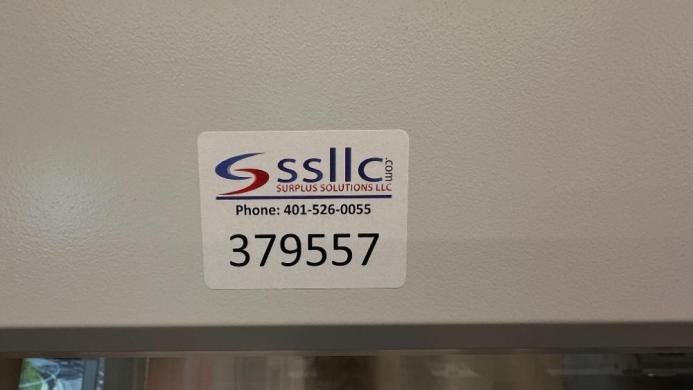 ssllc.com
SURPLUS SOLUTIONS LLC
Phone: 401-526-0055
379557